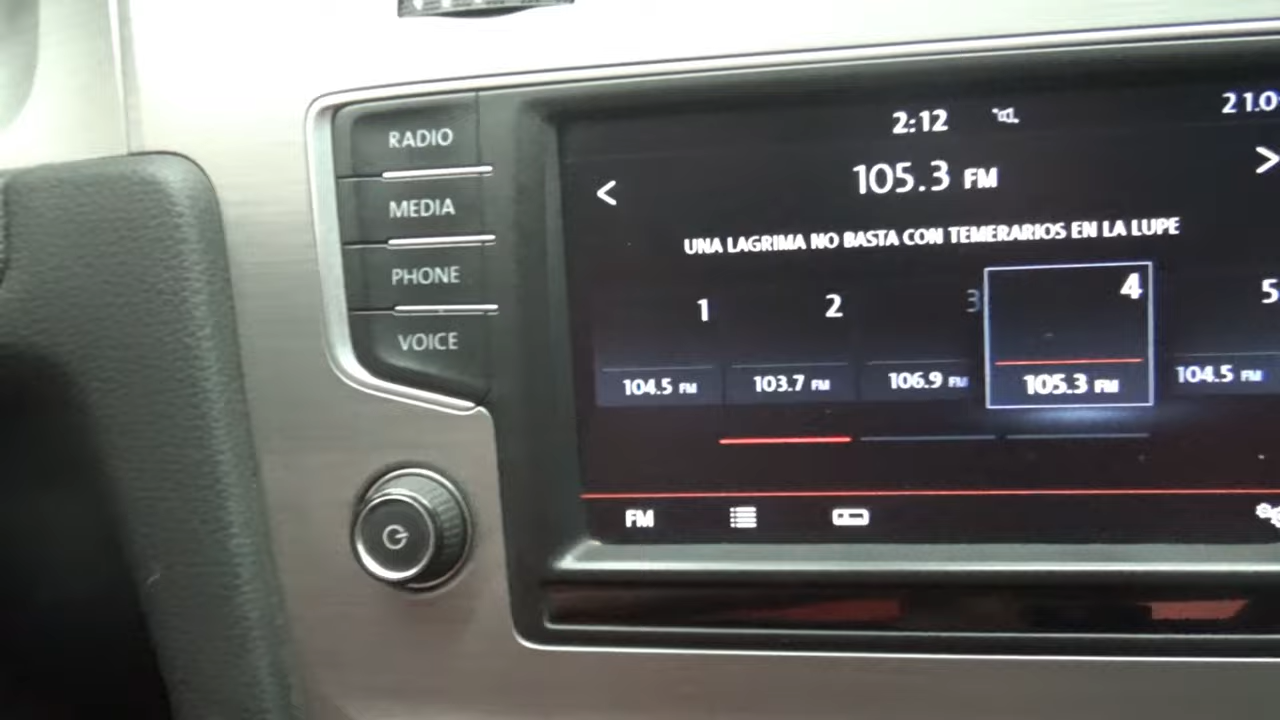 RADIO
MEDIA
PHONE
VOICE
2:12
21.0
105.3 FM
UNA LAGRIMA NO BASTA CON TEMERARIOS EN LA LUPE
1 2 3 4 5
104.5 FM 103.7 FM 106.9 FM 105.3 FM 104.5 FM
FM